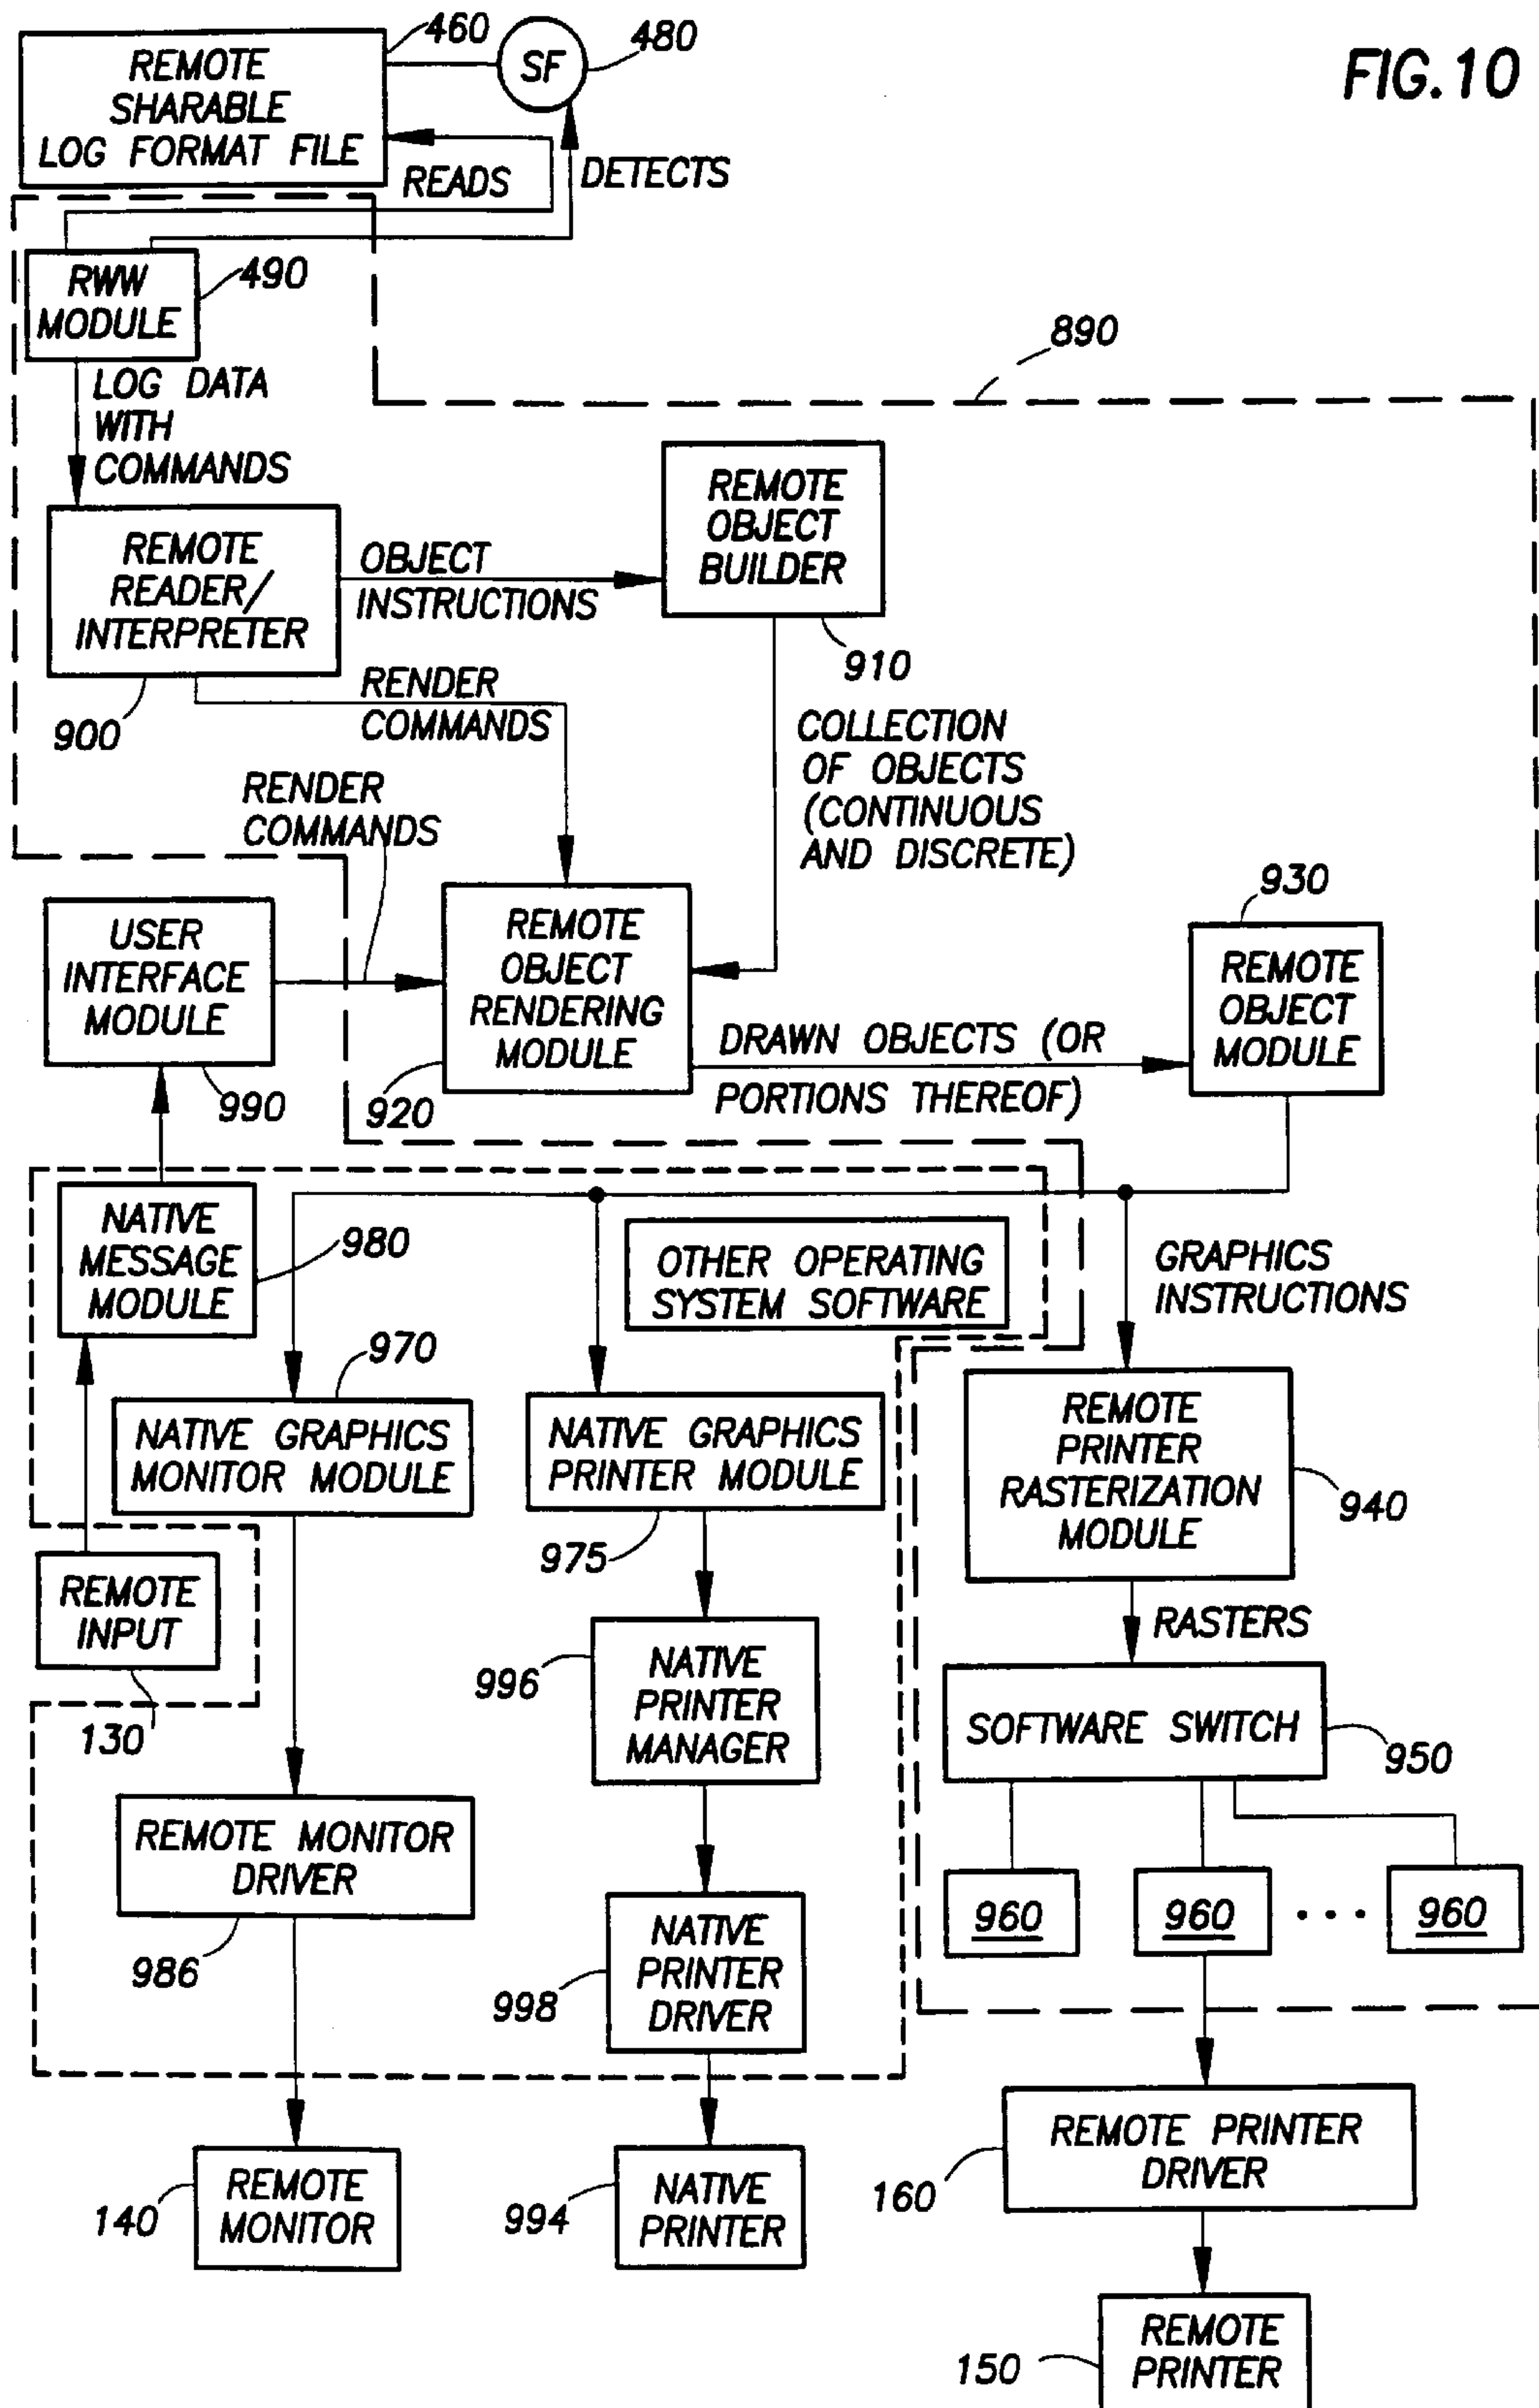 FIG. 10
460
SF
480
REMOTE
SHARABLE
LOG FORMAT FILE
READS
DETECTS
RWW
MODULE
490
890
LOG DATA
WITH
COMMANDS
REMOTE
READER/
INTERPRETER
900
OBJECT
INSTRUCTIONS
REMOTE
OBJECT
BUILDER
910
RENDER
COMMANDS
COLLECTION
OF OBJECTS
(CONTINUOUS
AND DISCRETE)
RENDER
COMMANDS
USER
INTERFACE
MODULE
990
REMOTE
OBJECT
RENDERING
MODULE
920
DRAWN OBJECTS (OR
PORTIONS THEREOF)
930
REMOTE
OBJECT
MODULE
NATIVE
MESSAGE
MODULE
980
OTHER OPERATING
SYSTEM SOFTWARE
GRAPHICS
INSTRUCTIONS
970
NATIVE GRAPHICS
MONITOR MODULE
NATIVE GRAPHICS
PRINTER MODULE
975
REMOTE
PRINTER
RASTERIZATION
MODULE
940
REMOTE
INPUT
130
RASTERS
996
NATIVE
PRINTER
MANAGER
SOFTWARE SWITCH
950
REMOTE MONITOR
DRIVER
986
960
960
• • •
960
998
NATIVE
PRINTER
DRIVER
140
REMOTE
MONITOR
994
NATIVE
PRINTER
160
REMOTE PRINTER
DRIVER
150
REMOTE
PRINTER